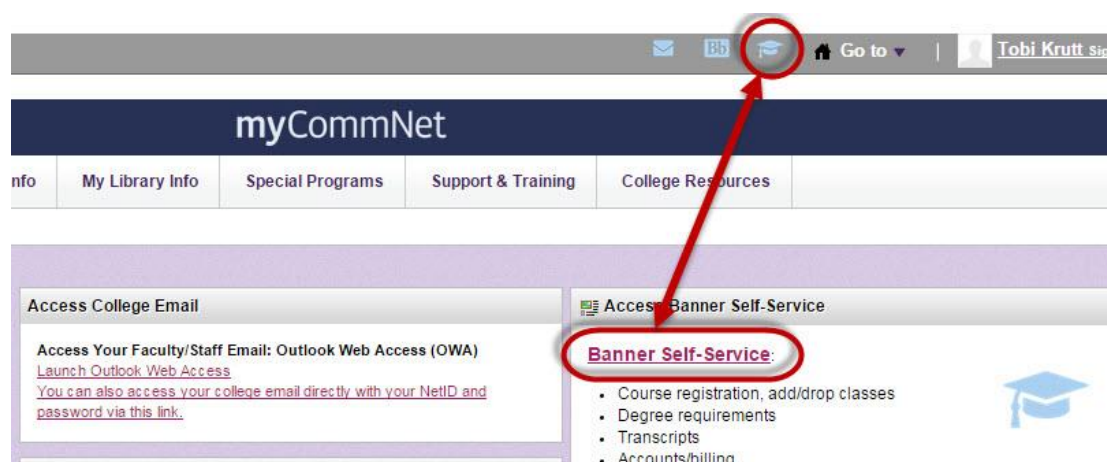 Bb Go to | Tobi Krutt
myCommNet
My Library Info Special Programs Support & Training College Resources
Access College Email
Access Banner Self-Service
Access Your Faculty/Staff Email: Outlook Web Access (OWA)
Launch Outlook Web Access
You can also access your college email directly with your NetID and
password via this link.
Banner Self-Service:
• Course registration, add/drop classes
• Degree requirements
• Transcripts
• Accounts/billing